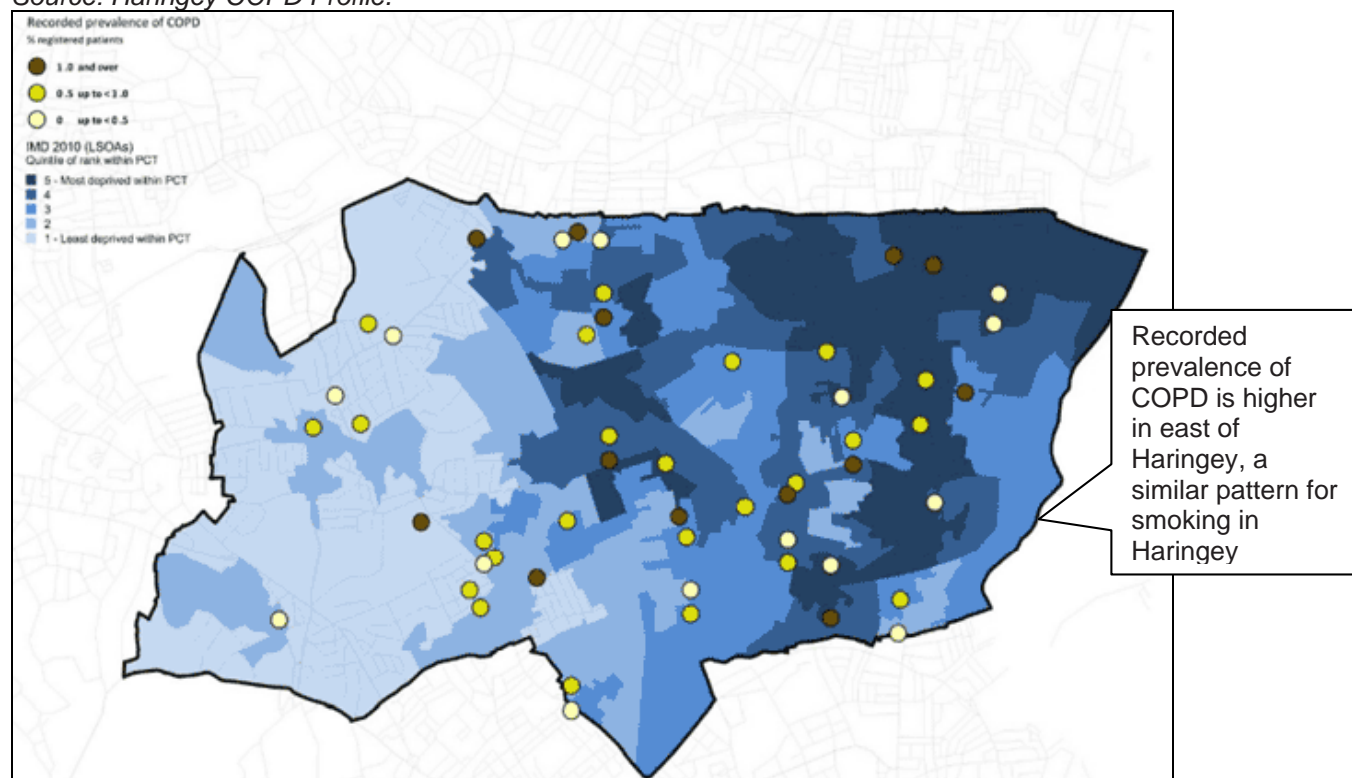 Source: Haringey COPD Profile.
Recorded prevalence of COPD
% registered patients
1.0 and over
0.5 up to <1.0
0 up to <0.5
IMD 2010 (LSOAs)
Quintile of rank within PCT
5 - Most deprived within PCT
4
3
2
1 - Least deprived within PCT
Recorded
prevalence of
COPD is higher
in east of
Haringey, a
similar pattern for
smoking in
Haringey